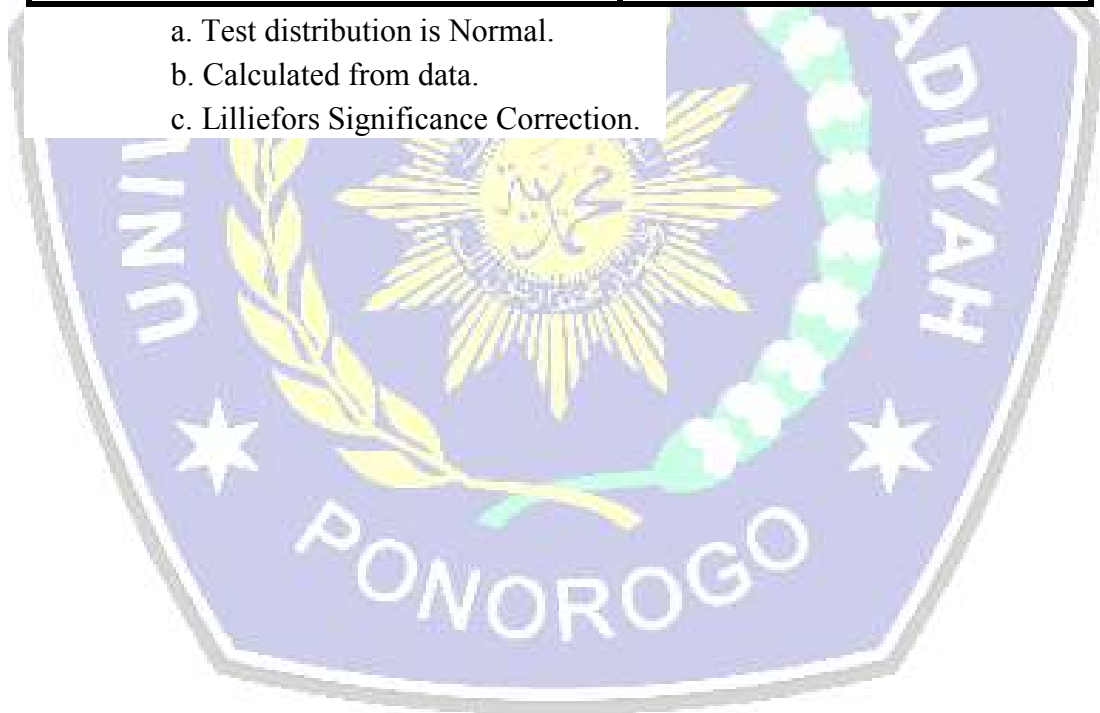 a. Test distribution is Normal.
b. Calculated from data.
c. Lilliefors Significance Correction.
PONOROGO